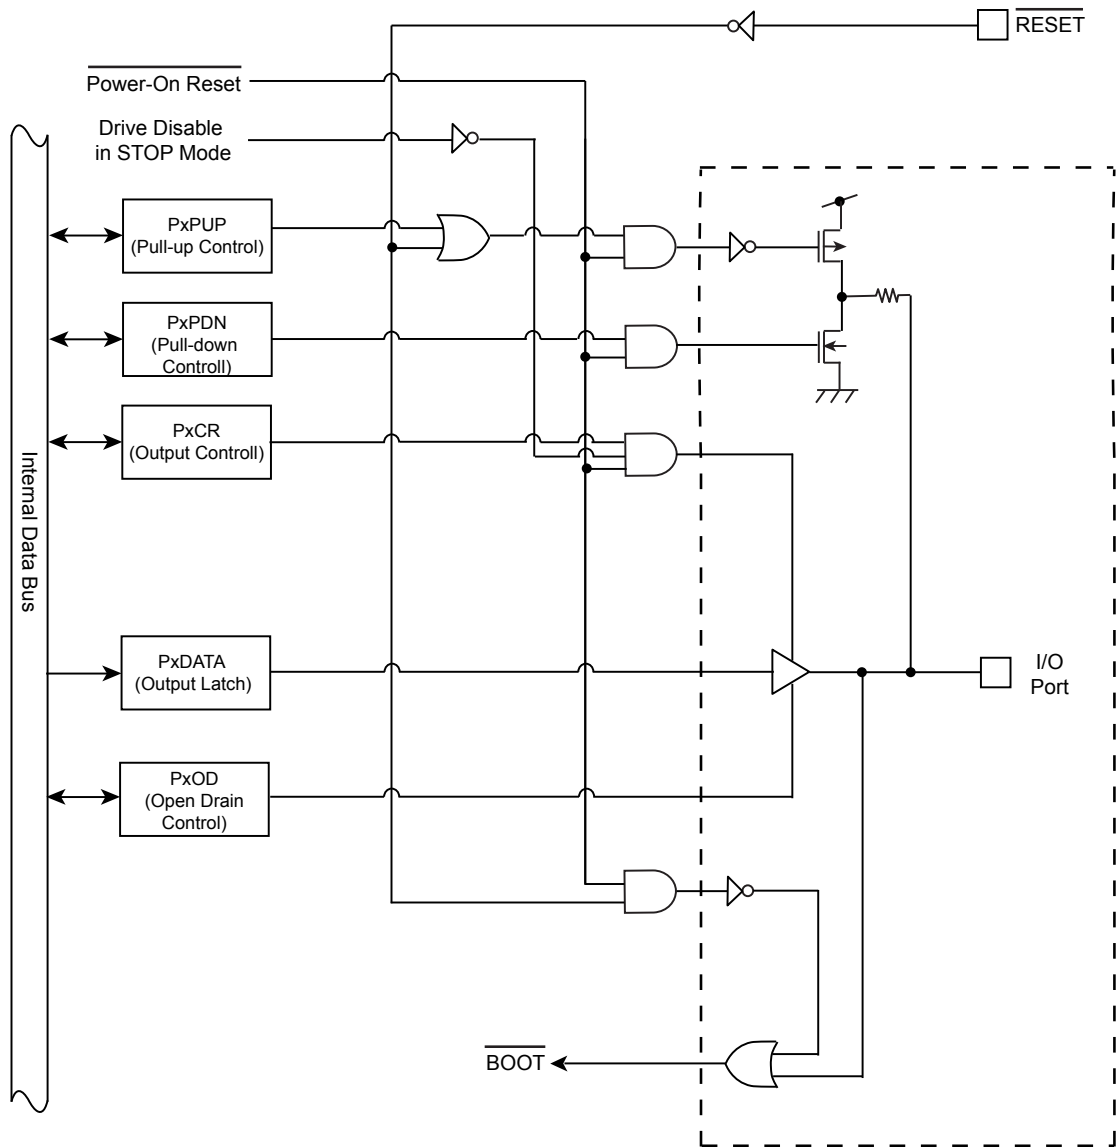 RESET
Power-On Reset
Drive Disable
in STOP Mode
PxPUP
(Pull-up Control)
PxPDN
(Pull-down
Controll)
PxCR
(Output Controll)
Internal Data Bus
PxDATA
(Output Latch)
I/O
Port
PxOD
(Open Drain
Control)
BOOT